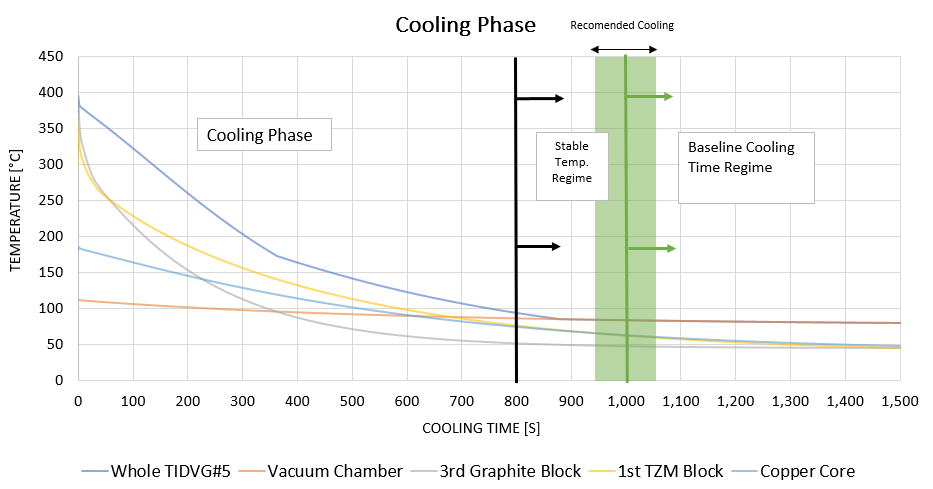 Cooling Phase
Recomended Cooling
450
400
350
300
250
200
150
100
50
0
TEMPERATURE [°C]
Cooling Phase
Stable
Temp.
Regime
Baseline Cooling
Time Regime
0 100 200 300 400 500 600 700 800 900 1,000 1,100 1,200 1,300 1,400 1,500
COOLING TIME [S]
Whole TIDVG#5 Vacuum Chamber 3rd Graphite Block 1st TZM Block Copper Core